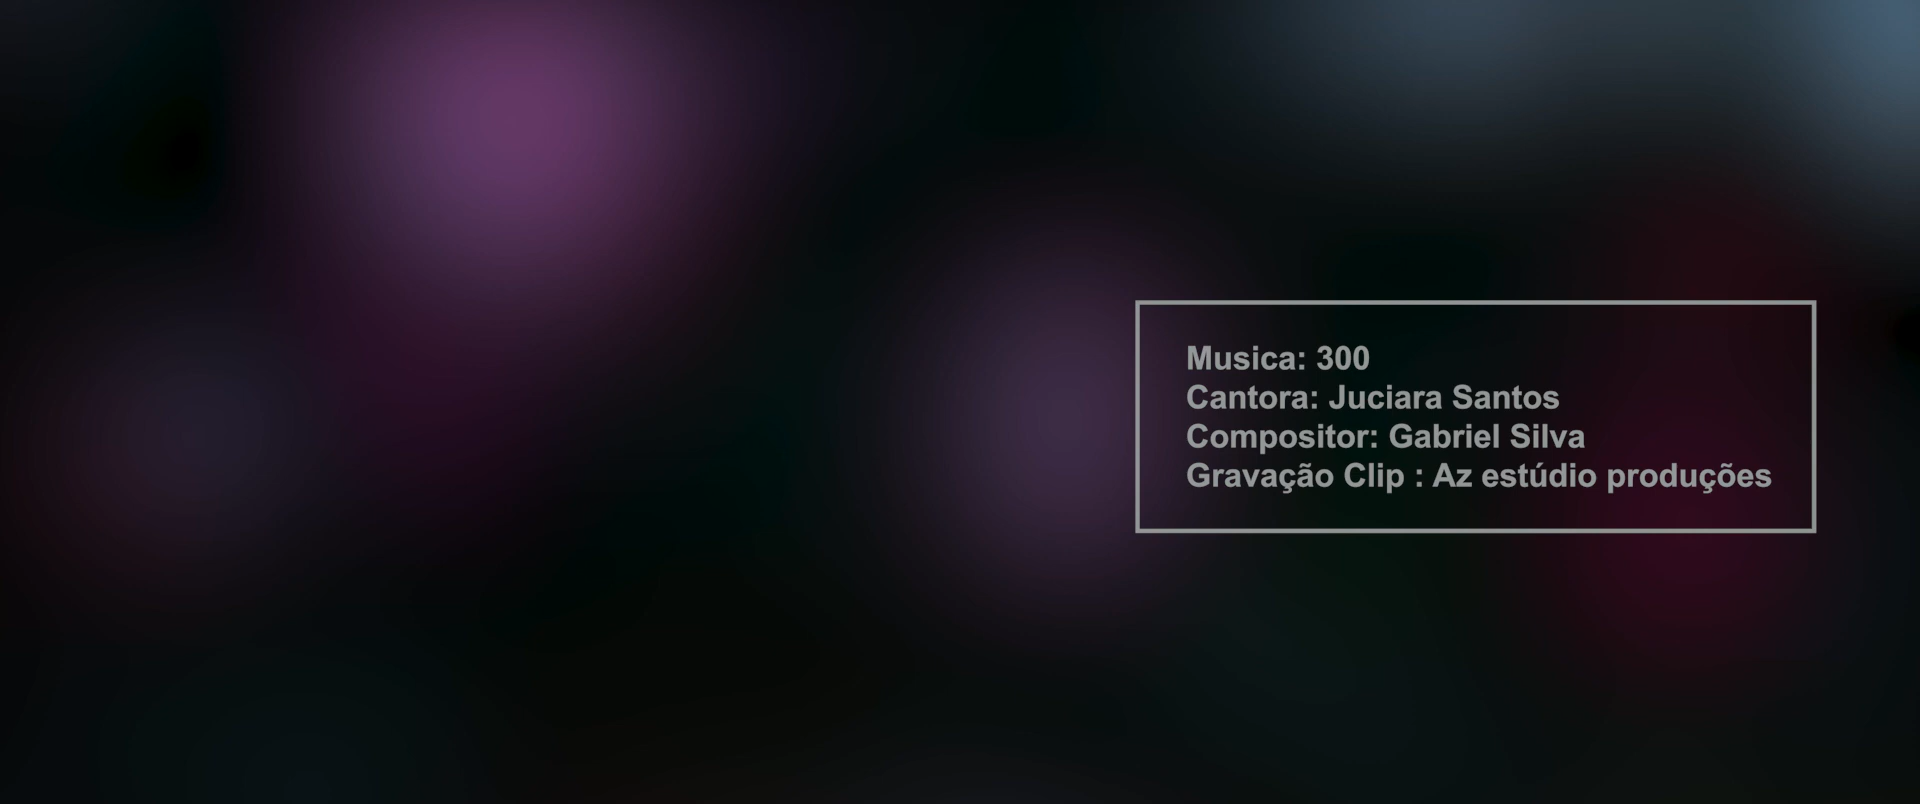 Musica: 300
Cantora: Juciara Santos
Compositor: Gabriel Silva
Gravação Clip : Az estúdio produções